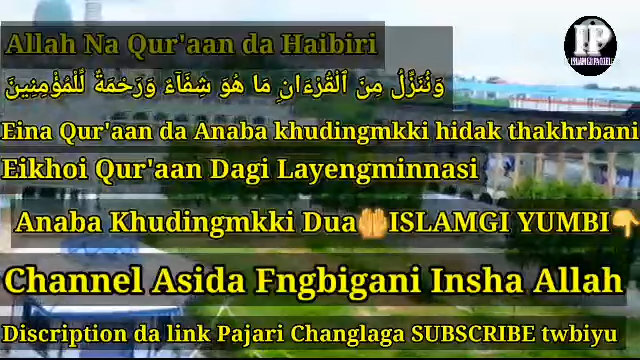 Allah Na Qur'aan da Haibiri
وَنُنَزِّلُ مِنَ ٱلْقُرْءَانِ مَا هُوَ شِفَآءٌ وَرَحْمَةٌ لِّلْمُؤْمِنِينَ
Eina Qur'aan da Anaba khudingmkki hidak thakhrbani
Eikhoi Qur'aan Dagi Layengminnasi
Anaba Khudingmkki Dua🤲ISLAMGI YUMBI👇
Channel Asida Fngbigani Insha Allah
Discription da link Pajari Changlaga SUBSCRIBE twbiyu
IP